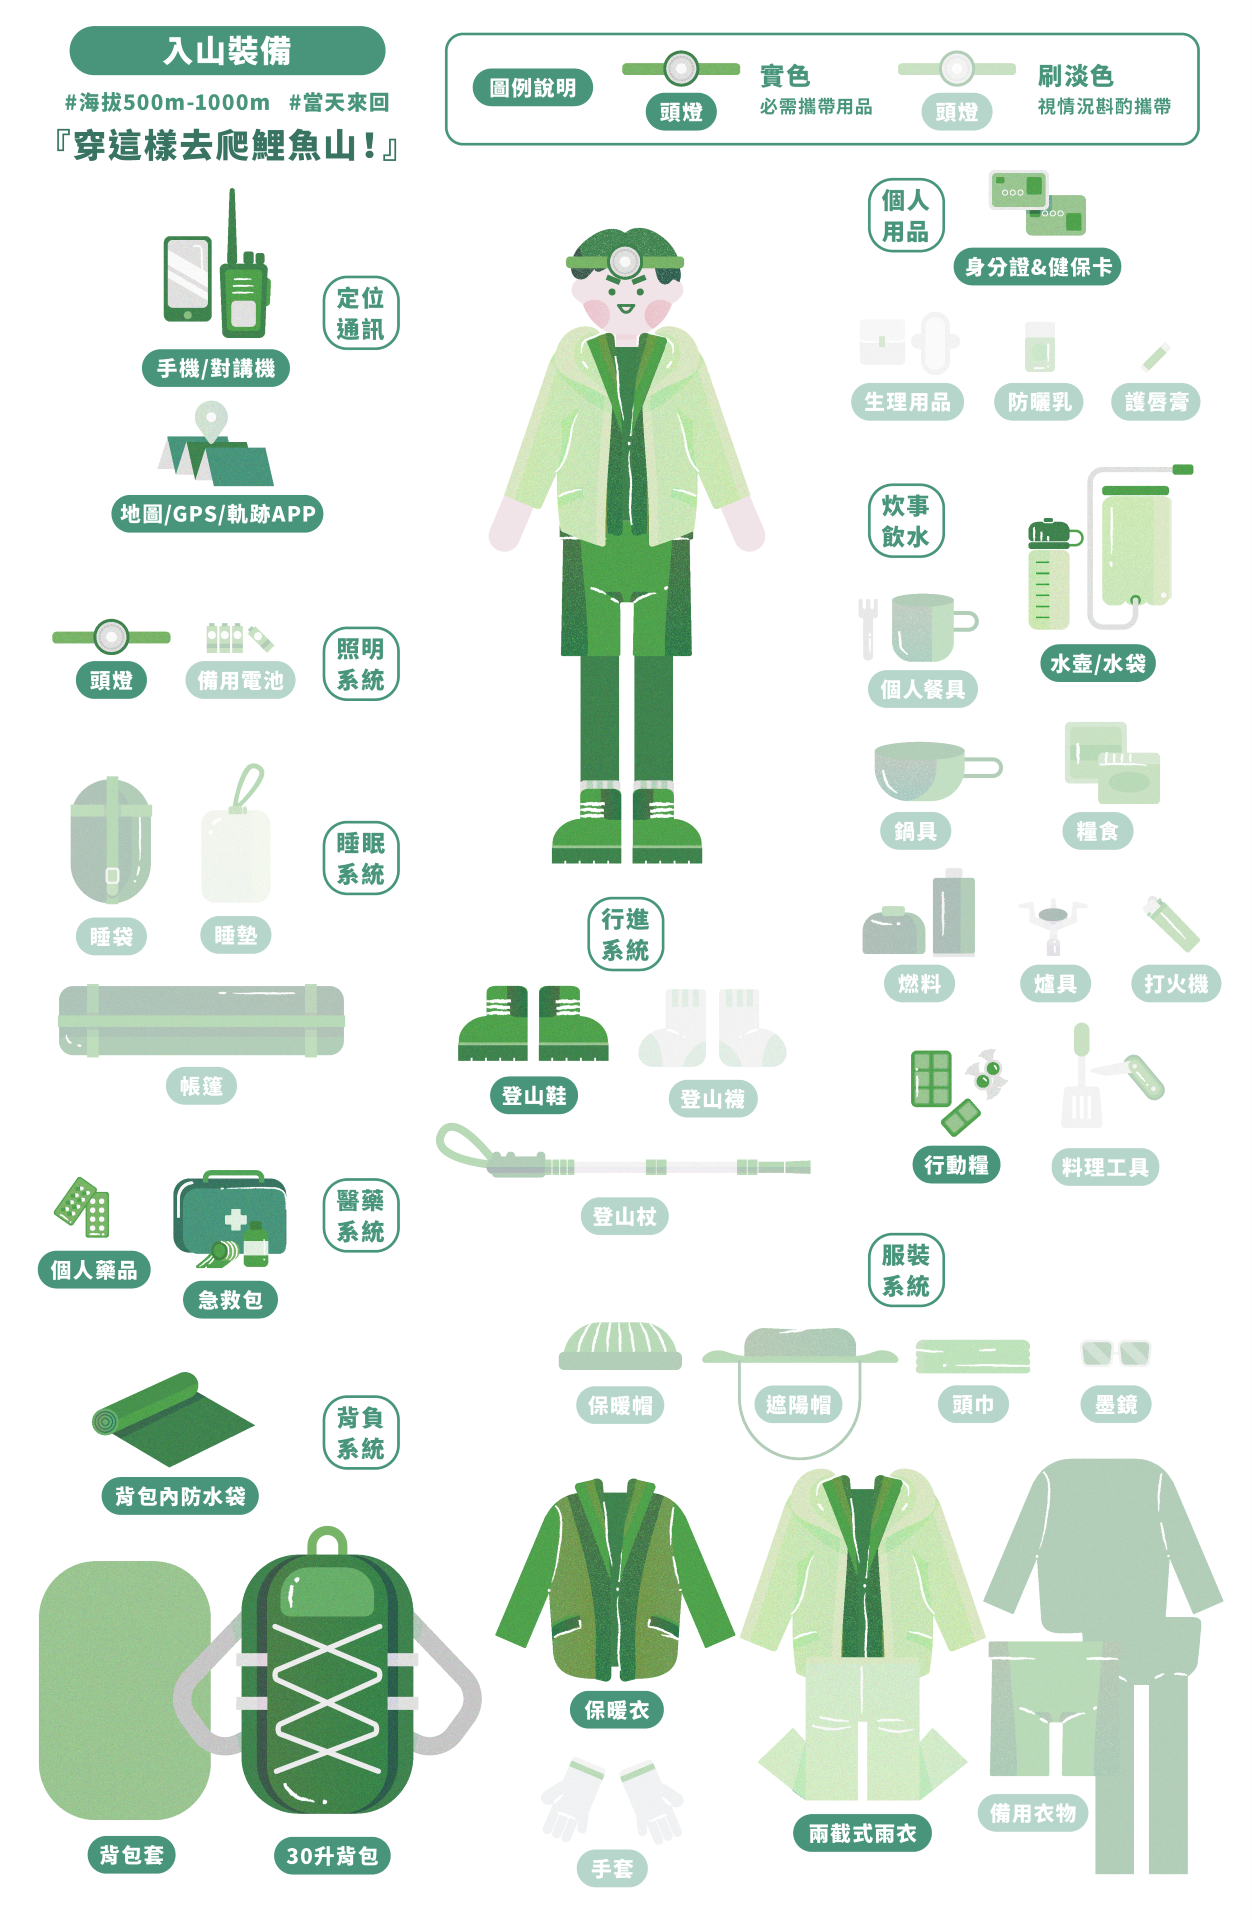 入山裝備
#海拔500m-1000m #當天來回
『穿這樣去爬鯉魚山！』
圖例說明
頭燈
實色
必需攜帶用品
頭燈
刷淡色
視情況斟酌攜帶
定位
通訊
手機/對講機
地圖/GPS/軌跡APP
照明
系統
頭燈
備用電池
睡眠
系統
睡袋
睡墊
帳篷
醫藥
系統
個人藥品
急救包
背負
系統
背包內防水袋
背包套
30升背包
行進
系統
登山鞋
登山襪
登山杖
個人
用品
身分證&健保卡
生理用品
防曬乳
護唇膏
炊事
飲水
水壺/水袋
個人餐具
鍋具
糧食
燃料
爐具
打火機
行動糧
料理工具
服裝
系統
保暖帽
遮陽帽
頭巾
墨鏡
保暖衣
手套
兩截式雨衣
備用衣物